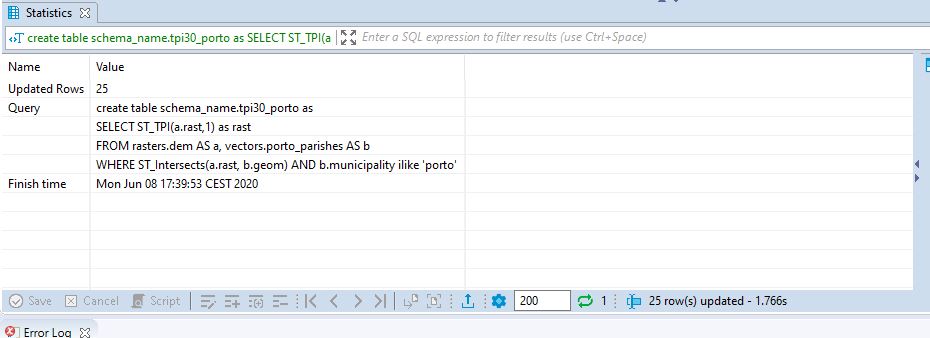 Statistics
create table schema_name.tpi30_porto as SELECT ST_TPI(a Enter a SQL expression to filter results (use Ctrl+Space)
Name Value
Updated Rows 25
Query create table schema_name.tpi30_porto as
SELECT ST_TPI(a.rast,1) as rast
FROM rasters.dem AS a, vectors.porto_parishes AS b
WHERE ST_Intersects(a.rast, b.geom) AND b.municipality ilike 'porto'
Finish time Mon Jun 08 17:39:53 CEST 2020
Save Cancel Script 200 1 25 row(s) updated - 1.766s
Error Log